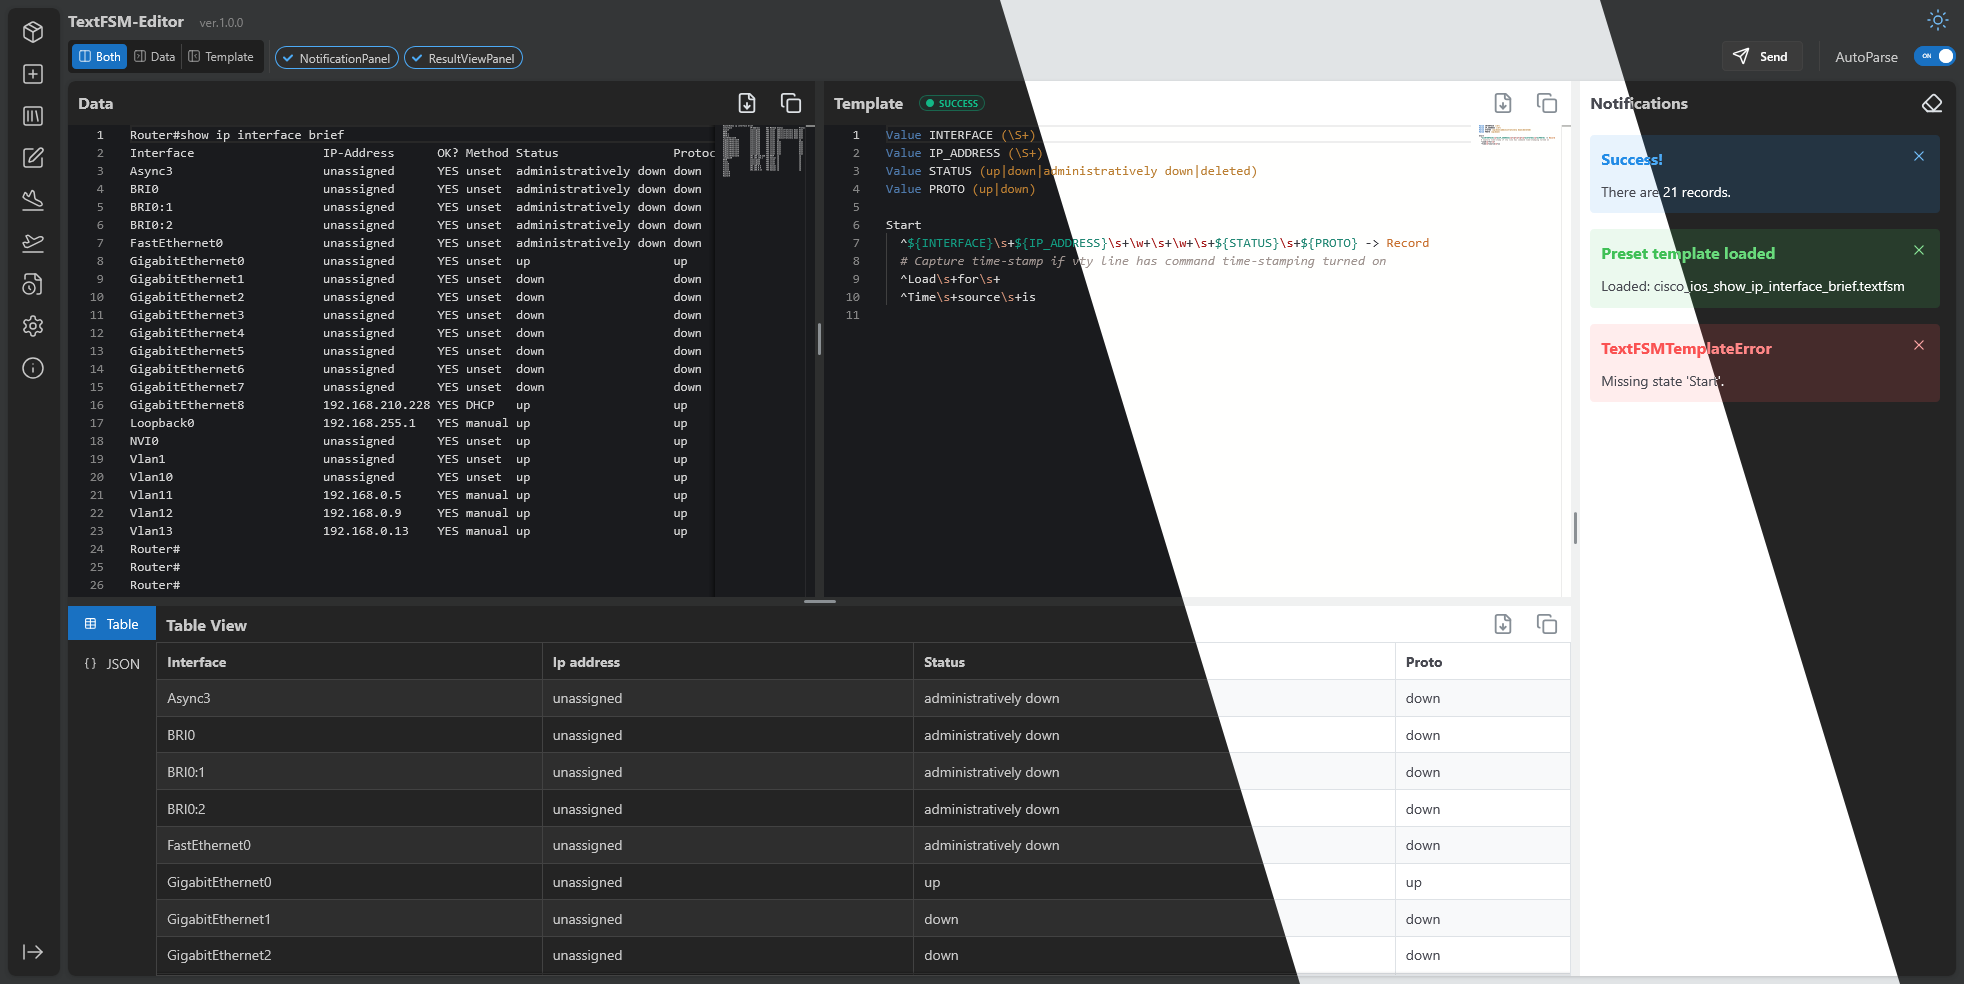 TextFSM-Editor ver.1.0.0
Both Data Template NotificationPanel ResultViewPanel Send AutoParse ON
Data
1 Router#show ip interface brief
2 Interface IP-Address OK? Method Status Protoc
3 Async3 unassigned YES unset administratively down down
4 BRI0 unassigned YES unset administratively down down
5 BRI0:1 unassigned YES unset administratively down down
6 BRI0:2 unassigned YES unset administratively down down
7 FastEthernet0 unassigned YES unset administratively down down
8 GigabitEthernet0 unassigned YES unset up up
9 GigabitEthernet1 unassigned YES unset down down
10 GigabitEthernet2 unassigned YES unset down down
11 GigabitEthernet3 unassigned YES unset down down
12 GigabitEthernet4 unassigned YES unset down down
13 GigabitEthernet5 unassigned YES unset down down
14 GigabitEthernet6 unassigned YES unset down down
15 GigabitEthernet7 unassigned YES unset down down
16 GigabitEthernet8 192.168.210.228 YES DHCP up up
17 Loopback0 192.168.255.1 YES manual up up
18 NVI0 unassigned YES unset up up
19 Vlan1 unassigned YES unset up up
20 Vlan10 unassigned YES unset up up
21 Vlan11 192.168.0.5 YES manual up up
22 Vlan12 192.168.0.9 YES manual up up
23 Vlan13 192.168.0.13 YES manual up up
24 Router#
25 Router#
26 Router#
Template SUCCESS
1 Value INTERFACE (\S+)
2 Value IP_ADDRESS (\S+)
3 Value STATUS (up|down|administratively down|deleted)
4 Value PROTO (up|down)
5
6 Start
7 ^${INTERFACE}\s+${IP_ADDRESS}\s+\w+\s+\w+\s+${STATUS}\s+${PROTO} -> Record
8 # Capture time-stamp if vty line has command time-stamping turned on
9 ^Load\s+for\s+
10 ^Time\s+source\s+is
11
Notifications
Success!
There are 21 records.
Preset template loaded
Loaded: cisco_ios_show_ip_interface_brief.textfsm
TextFSMTemplateError
Missing state 'Start'.
Table
{} JSON
Table View
Interface Ip address Status Proto
Async3 unassigned administratively down down
BRI0 unassigned administratively down down
BRI0:1 unassigned administratively down down
BRI0:2 unassigned administratively down down
FastEthernet0 unassigned administratively down down
GigabitEthernet0 unassigned up up
GigabitEthernet1 unassigned down down
GigabitEthernet2 unassigned down down